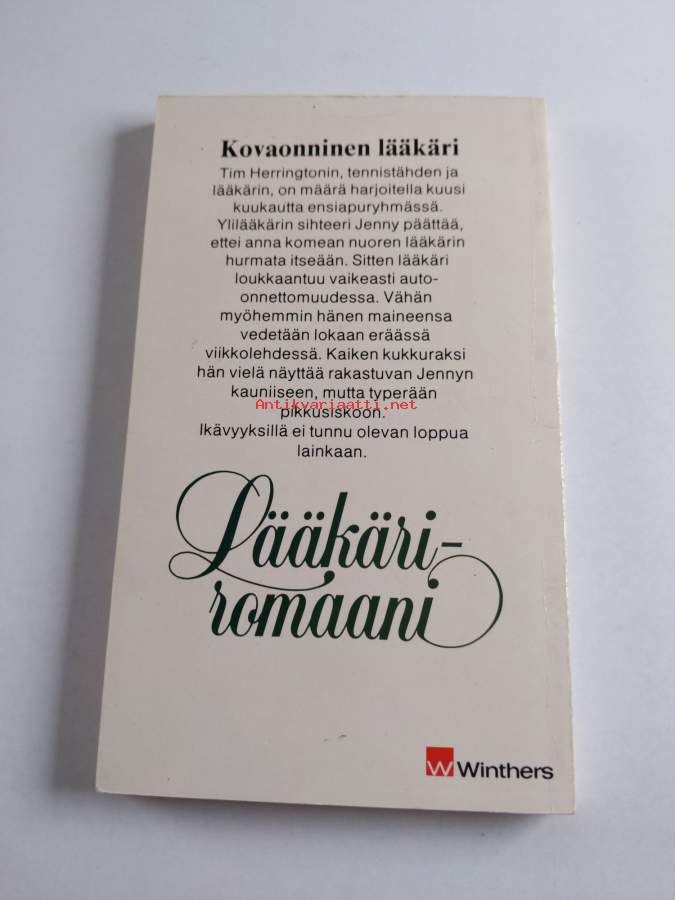 Kovaonninen lääkäri
Tim Herringtonin, tennistähden ja
lääkärin, on määrä harjoitella kuusi
kuukautta ensiapuryhmässä.
Ylilääkärin sihteeri Jenny päättää,
ettei anna komean nuoren lääkärin
hurmata itseään. Sitten lääkäri
loukkaantuu vaikeasti auto-
onnettomuudessa. Vähän
myöhemmin hänen maineensa
vedetään lokaan eräässä
viikkolehdessä. Kaiken kukkuraksi
hän vielä näyttää rakastuvan Jennyn
kauniiseen, mutta typerään
Antikvariaatti.net
pikkusiskoon.
Ikävyyksillä ei tunnu olevan loppua
lainkaan.
Lääkäri-
romaani
W Winthers